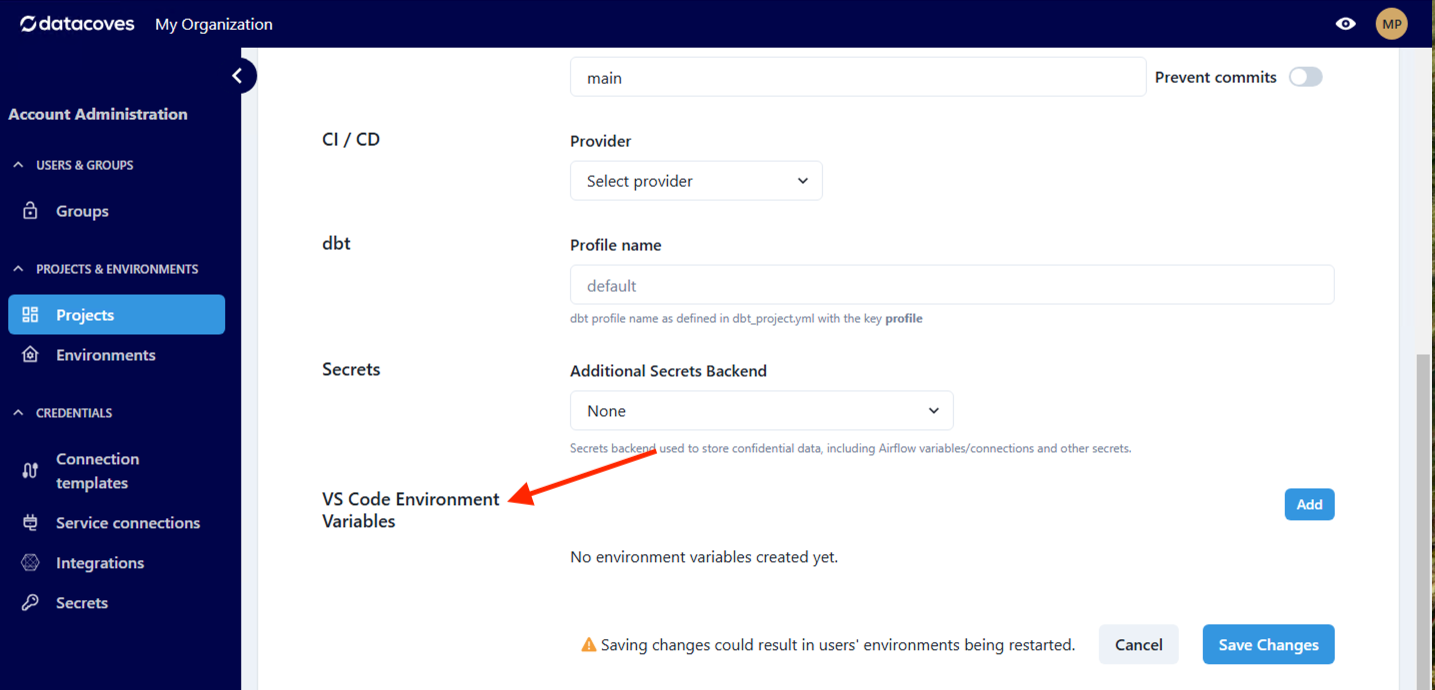 datacoves My Organization MP
Account Administration
USERS & GROUPS
Groups
PROJECTS & ENVIRONMENTS
Projects
Environments
CREDENTIALS
Connection
templates
Service connections
Integrations
Secrets
main Prevent commits
CI / CD Provider
Select provider
dbt Profile name
default
dbt profile name as defined in dbt_project.yml with the key profile
Secrets Additional Secrets Backend
None
Secrets backend used to store confidential data, including Airflow variables/connections and other secrets.
VS Code Environment
Variables
Add
No environment variables created yet.
Saving changes could result in users' environments being restarted. Cancel Save Changes